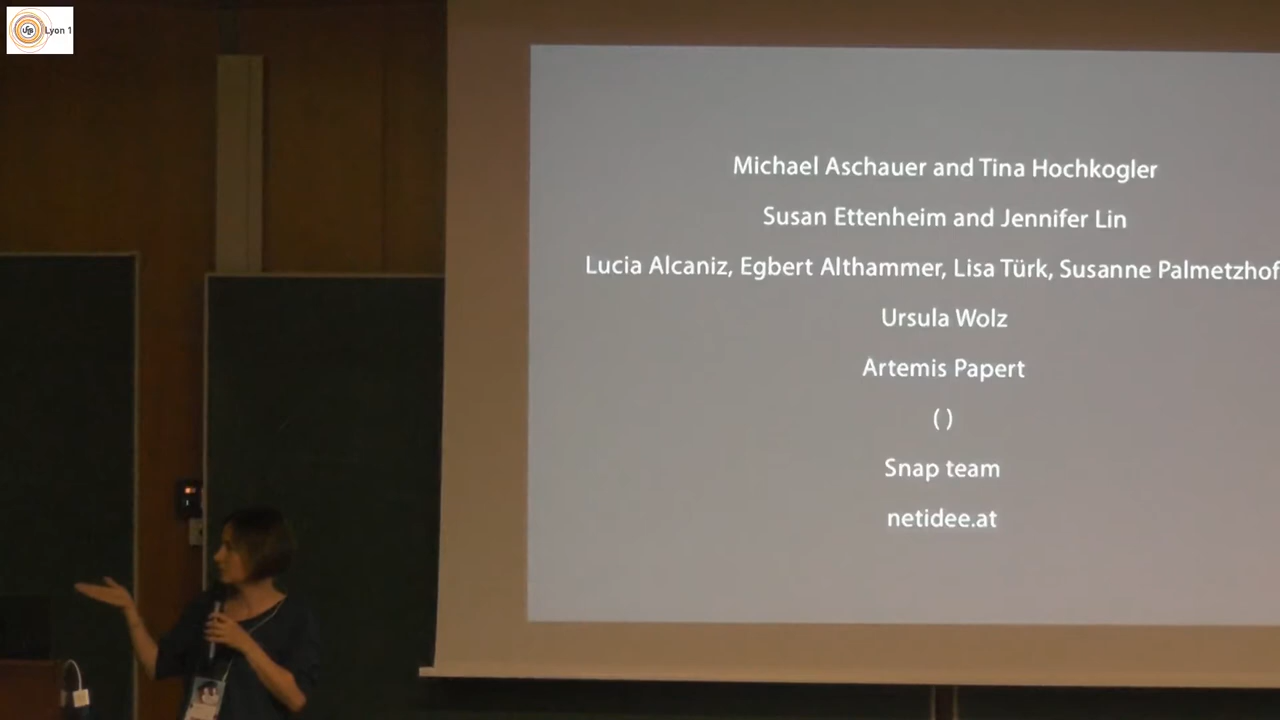 Lyon 1
Michael Aschauer and Tina Hochkogler
Susan Ettenheim and Jennifer Lin
Lucia Alcaniz, Egbert Althammer, Lisa Türk, Susanne Palmetzhof
Ursula Wolz
Artemis Papert
( )
Snap team
netidee.at